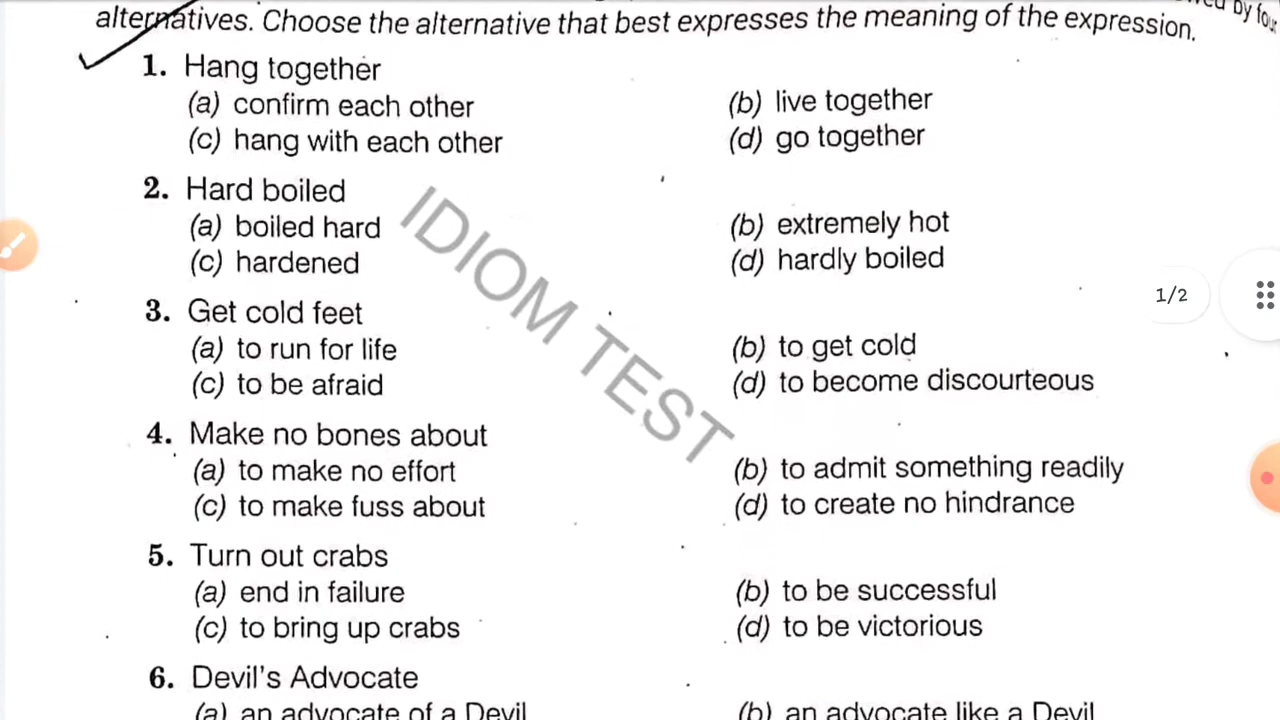 by four
alternatives. Choose the alternative that best expresses the meaning of the expression.
1. Hang together
(a) confirm each other (b) live together
(c) hang with each other (d) go together
2. Hard boiled
(a) boiled hard (b) extremely hot
(c) hardened (d) hardly boiled
3. Get cold feet
(a) to run for life (b) to get cold
(c) to be afraid (d) to become discourteous
4. Make no bones about
(a) to make no effort (b) to admit something readily
(c) to make fuss about (d) to create no hindrance
5. Turn out crabs
(a) end in failure (b) to be successful
(c) to bring up crabs (d) to be victorious
6. Devil's Advocate
(a) an advocate of a Devil (b) an advocate like a Devil
IDIOM TEST
1/2